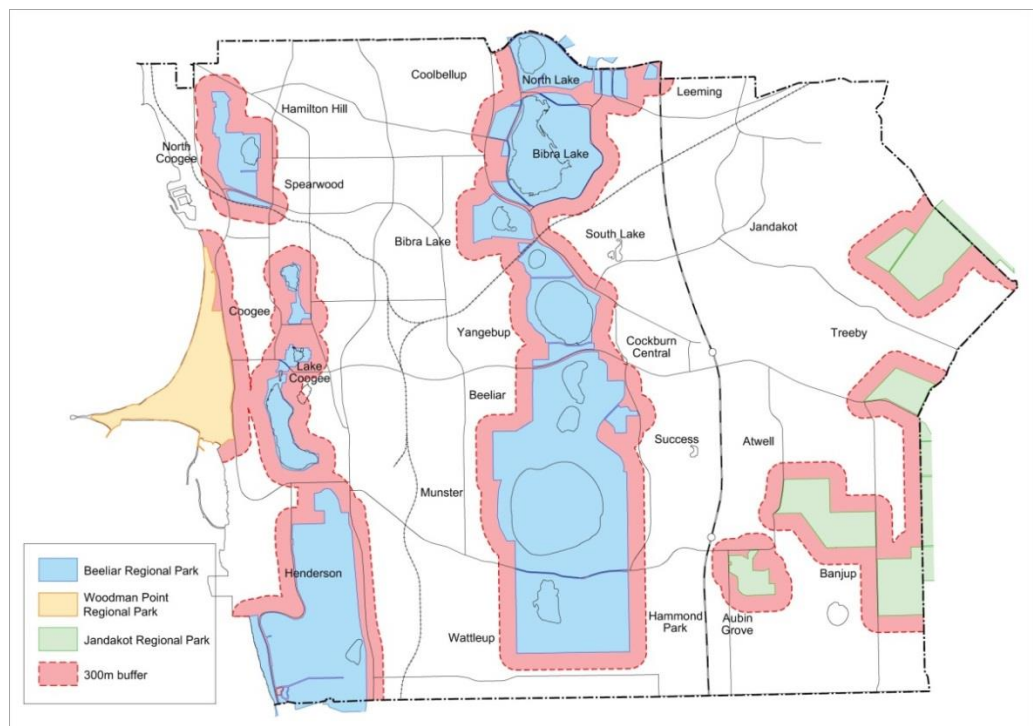 Coolbellup
North Lake
Leeming
Hamilton Hill
North
Coogee
Bibra Lake
Spearwood
Bibra Lake
South Lake
Jandakot
Coogee
Yangebup
Cockburn
Central
Treeby
Lake
Coogee
Beeliar
Success
Atwell
Munster
Henderson
Banjup
Hammond
Park
Aubin
Grove
Wattleup
Beeliar Regional Park
Woodman Point
Regional Park
Jandakot Regional Park
300m buffer